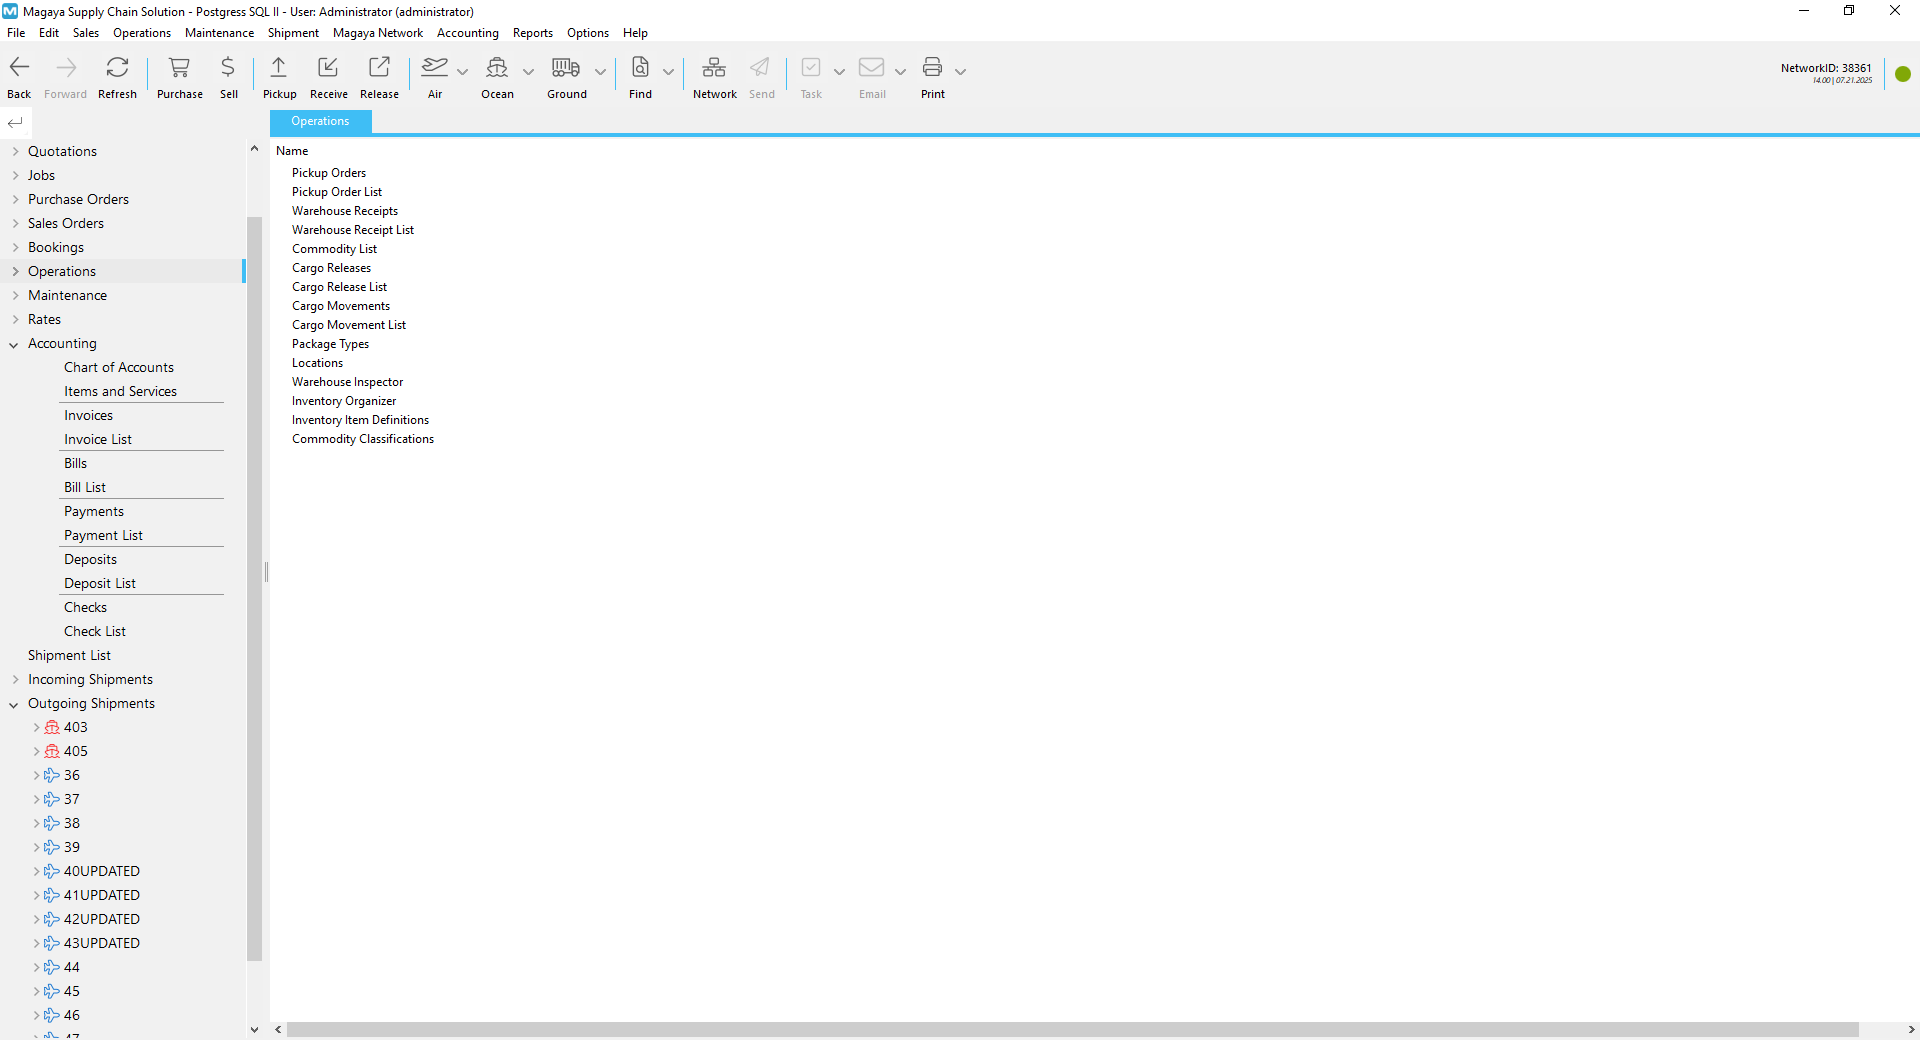 Magaya Supply Chain Solution - Postgress SQL II - User: Administrator (administrator)
File Edit Sales Operations Maintenance Shipment Magaya Network Accounting Reports Options Help
Back Forward Refresh Purchase Sell Pickup Receive Release Air Ocean Ground Find Network Send Task Email Print
NetworkID: 38361
14.00 | 07.21.2025
Operations
Quotations
Jobs
Purchase Orders
Sales Orders
Bookings
Operations
Maintenance
Rates
Accounting
Chart of Accounts
Items and Services
Invoices
Invoice List
Bills
Bill List
Payments
Payment List
Deposits
Deposit List
Checks
Check List
Shipment List
Incoming Shipments
Outgoing Shipments
403
405
36
37
38
39
40UPDATED
41UPDATED
42UPDATED
43UPDATED
44
45
46
47
Name
Pickup Orders
Pickup Order List
Warehouse Receipts
Warehouse Receipt List
Commodity List
Cargo Releases
Cargo Release List
Cargo Movements
Cargo Movement List
Package Types
Locations
Warehouse Inspector
Inventory Organizer
Inventory Item Definitions
Commodity Classifications